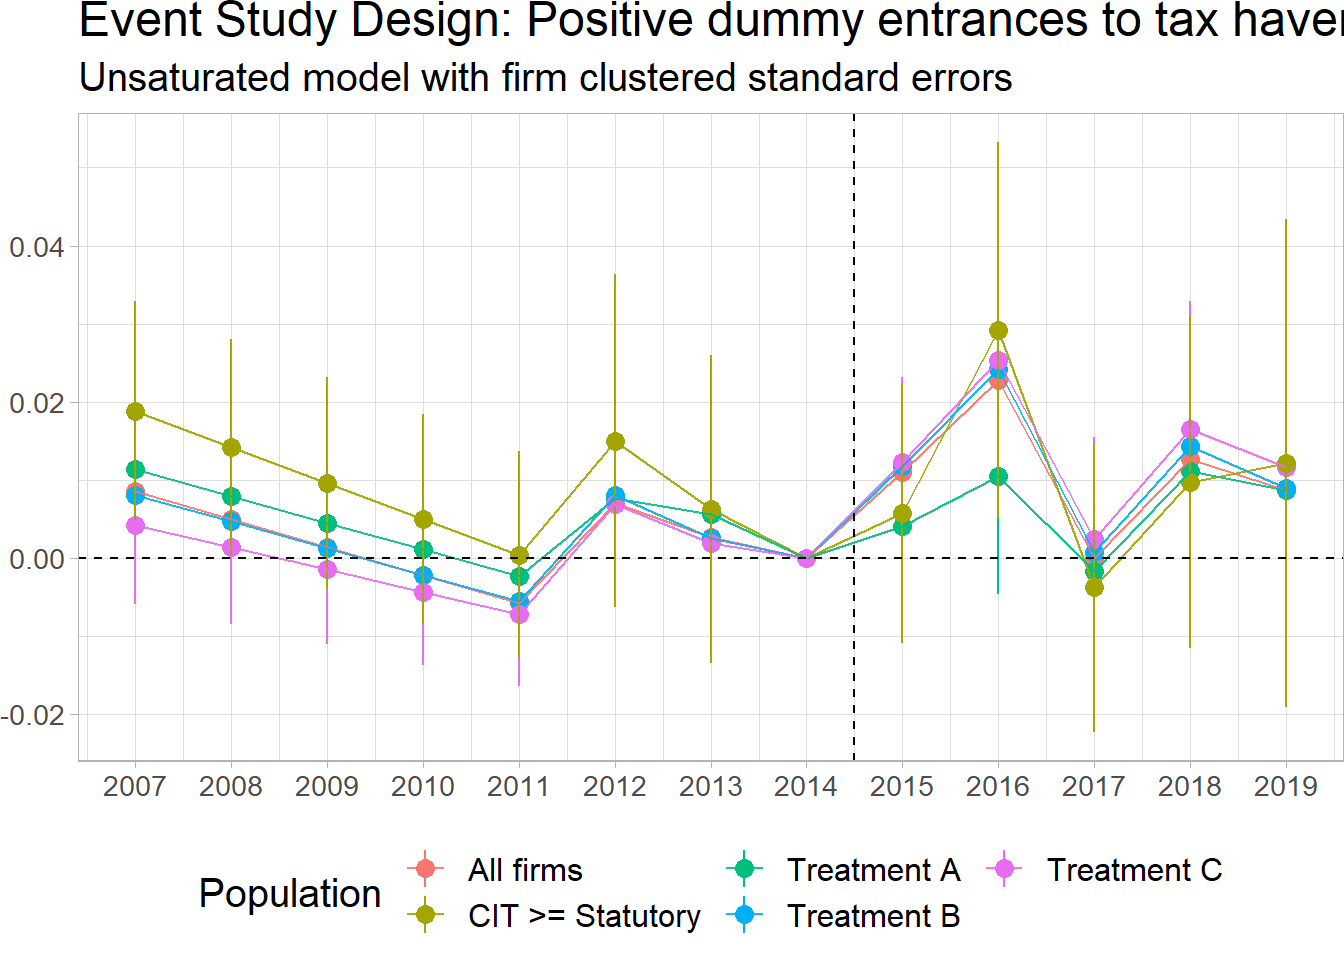 Event Study Design: Positive dummy entrances to tax haven
Unsaturated model with firm clustered standard errors
0.04
0.02
0.00
-0.02
2007 2008 2009 2010 2011 2012 2013 2014 2015 2016 2017 2018 2019
Population
All firms
CIT >= Statutory
Treatment A
Treatment B
Treatment C